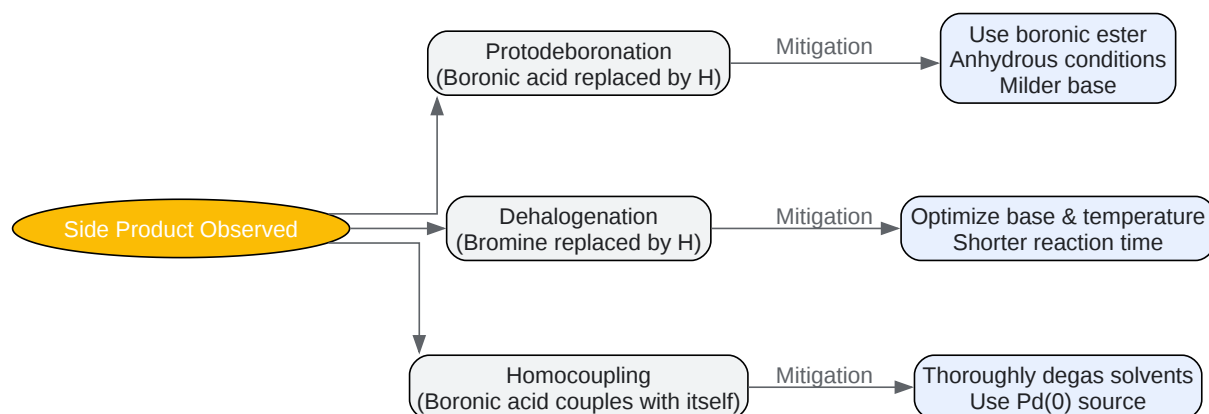 Protodeboronation
(Boronic acid replaced by H)
Mitigation
Use boronic ester
Anhydrous conditions
Milder base
Side Product Observed
Dehalogenation
(Bromine replaced by H)
Mitigation
Optimize base & temperature
Shorter reaction time
Homocoupling
(Boronic acid couples with itself)
Mitigation
Thoroughly degas solvents
Use Pd(0) source